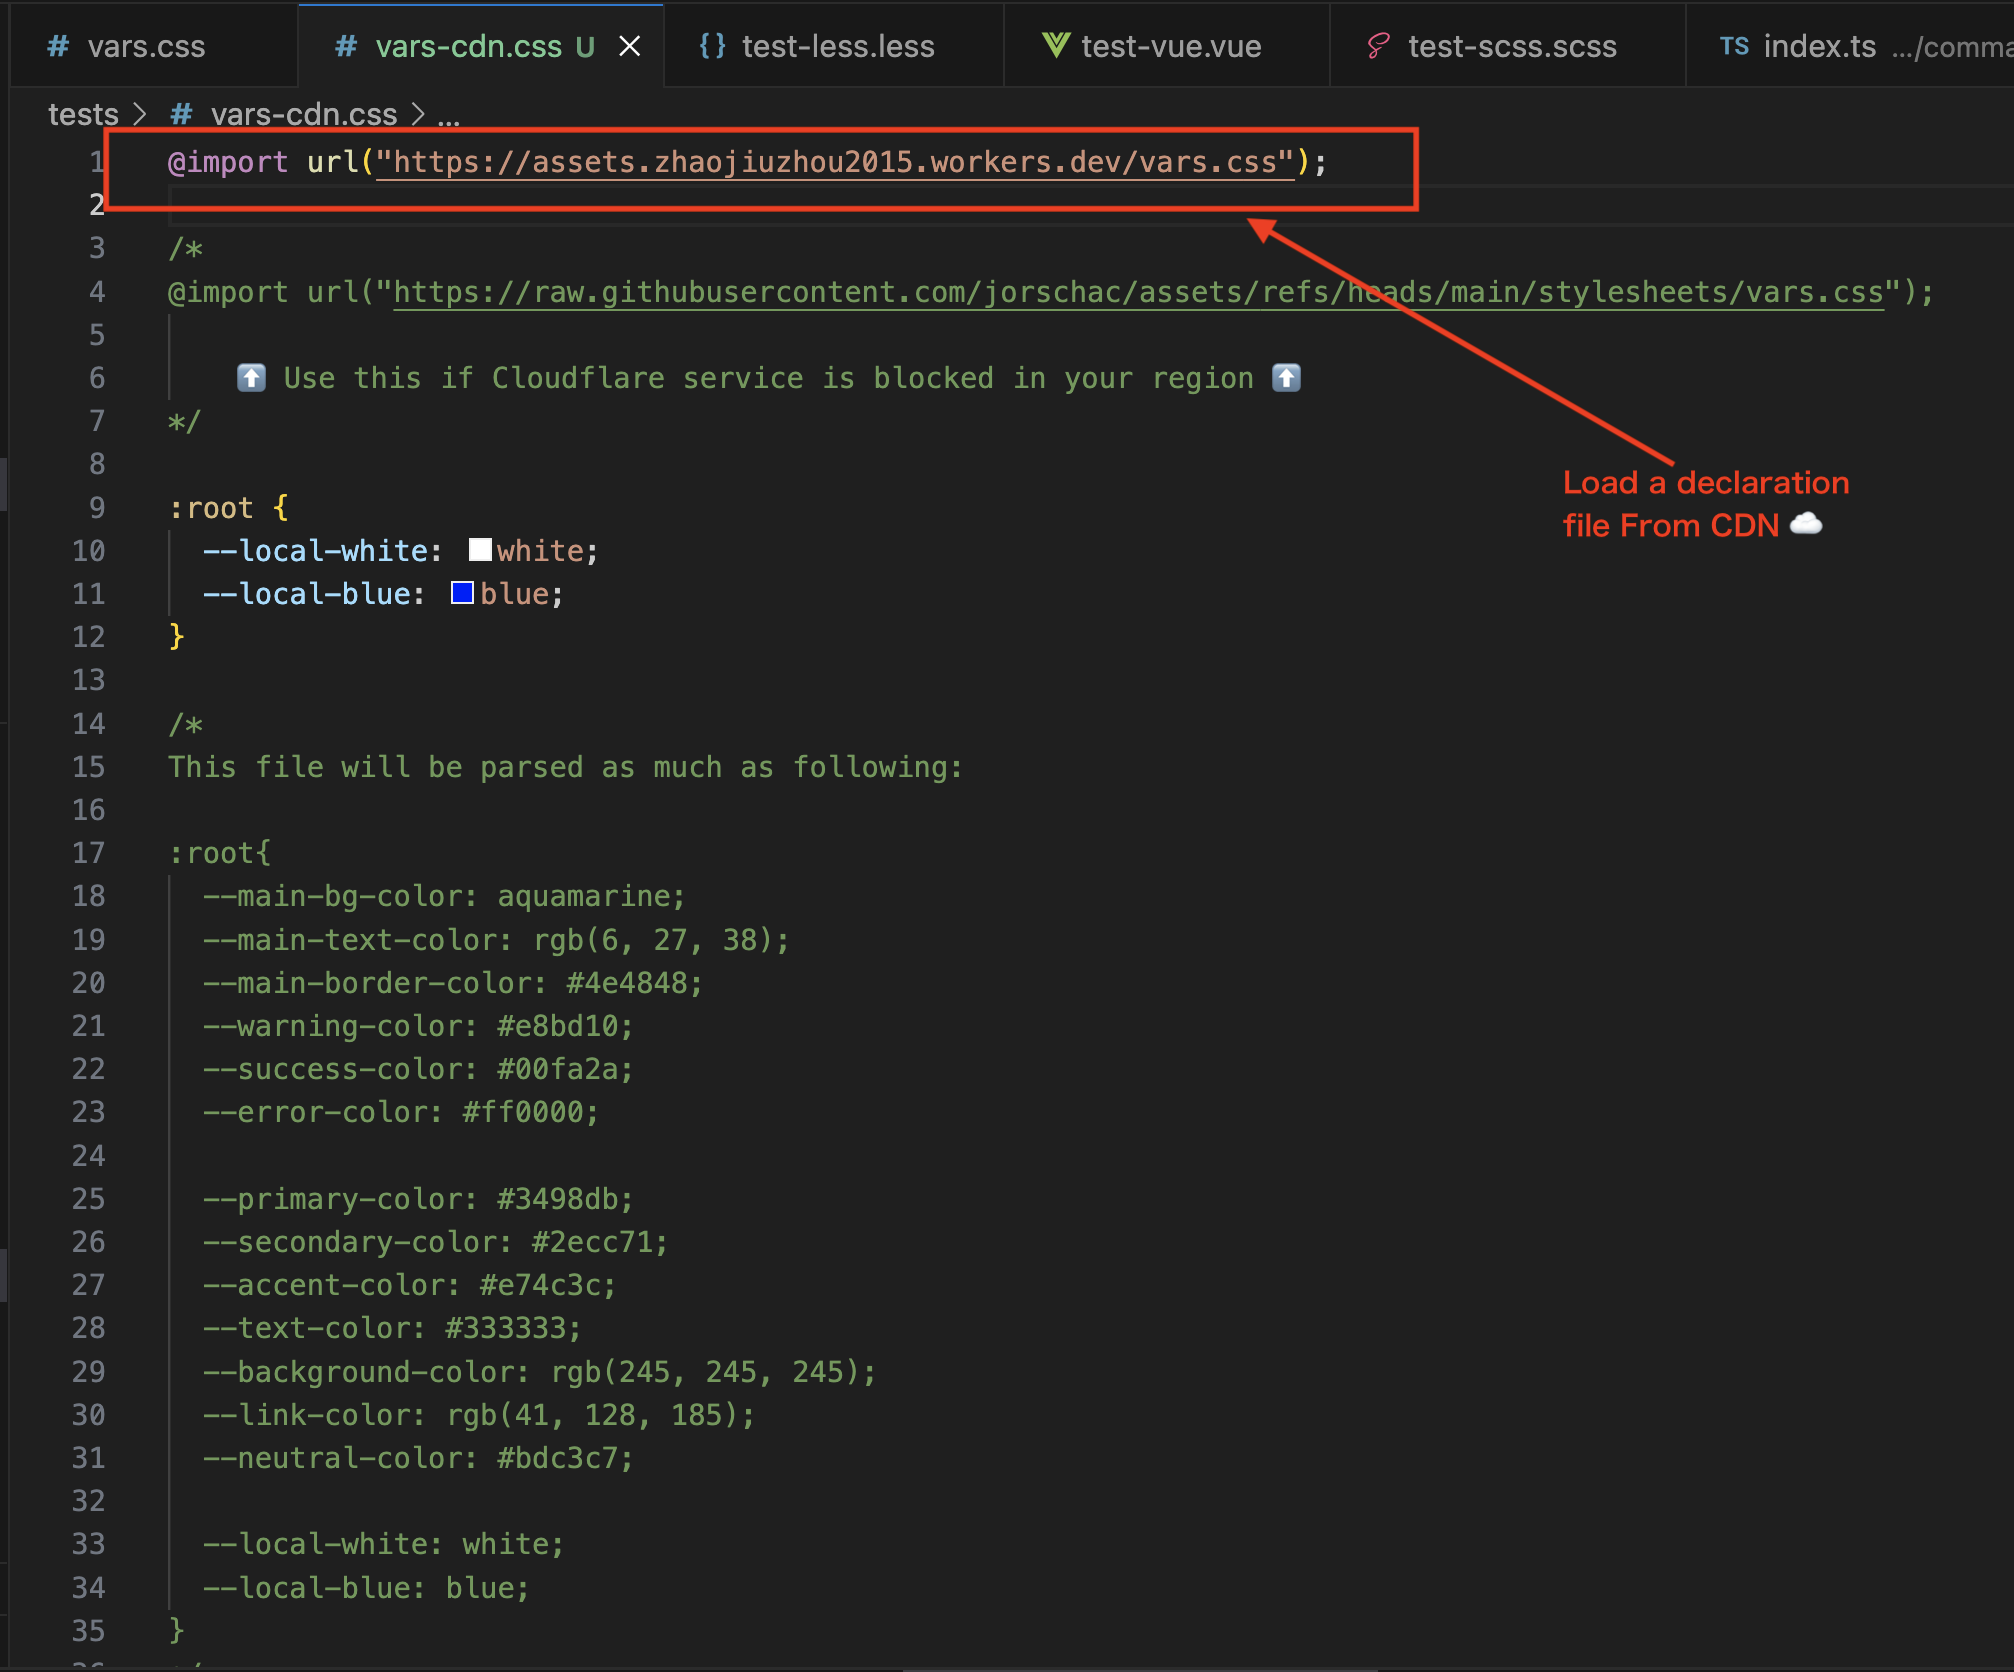 # vars.css
# vars-cdn.css U
{} test-less.less
test-vue.vue
test-scss.scss
TS index.ts .../comma
tests > # vars-cdn.css > ...
1 @import url("https://assets.zhaojiuzhou2015.workers.dev/vars.css");
2
3 /*
4 @import url("https://raw.githubusercontent.com/jorschac/assets/refs/heads/main/stylesheets/vars.css");
5
6 ⬆️ Use this if Cloudflare service is blocked in your region ⬆️
7 */
8
Load a declaration
file From CDN ☁️
9 :root {
10 --local-white: white;
11 --local-blue: blue;
12 }
13
14 /*
15 This file will be parsed as much as following:
16
17 :root{
18 --main-bg-color: aquamarine;
19 --main-text-color: rgb(6, 27, 38);
20 --main-border-color: #4e4848;
21 --warning-color: #e8bd10;
22 --success-color: #00fa2a;
23 --error-color: #ff0000;
24
25 --primary-color: #3498db;
26 --secondary-color: #2ecc71;
27 --accent-color: #e74c3c;
28 --text-color: #333333;
29 --background-color: rgb(245, 245, 245);
30 --link-color: rgb(41, 128, 185);
31 --neutral-color: #bdc3c7;
32
33 --local-white: white;
34 --local-blue: blue;
35 }